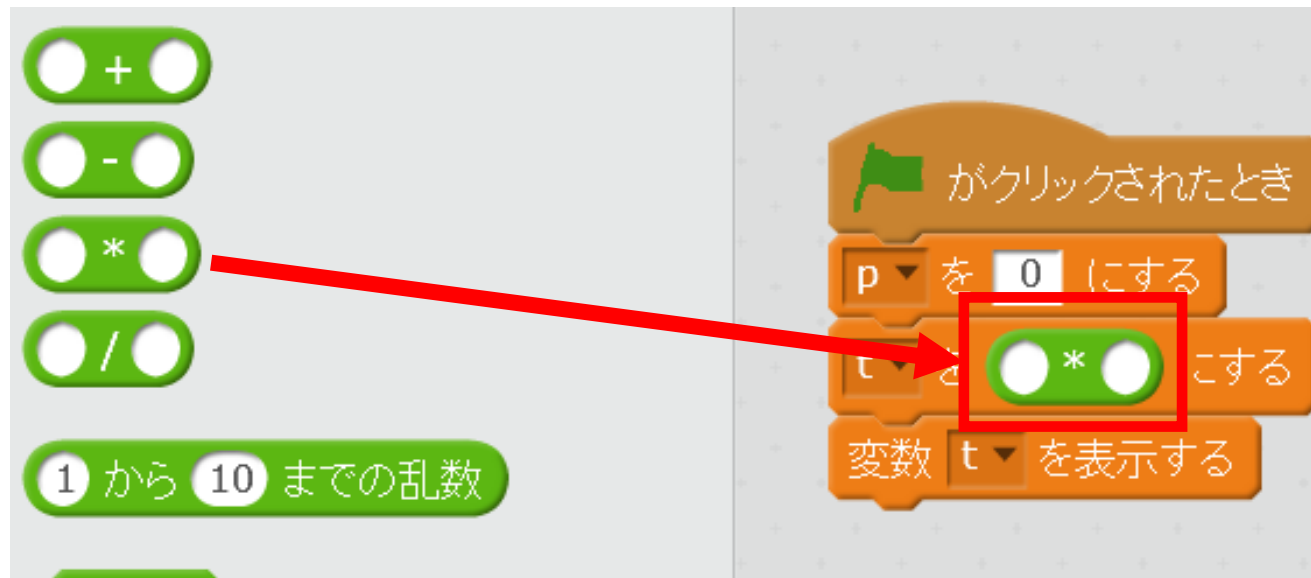 +
-
*
/
1 から 10 までの乱数
がクリックされたとき
p を 0 にする
t を * にする
変数 t を表示する